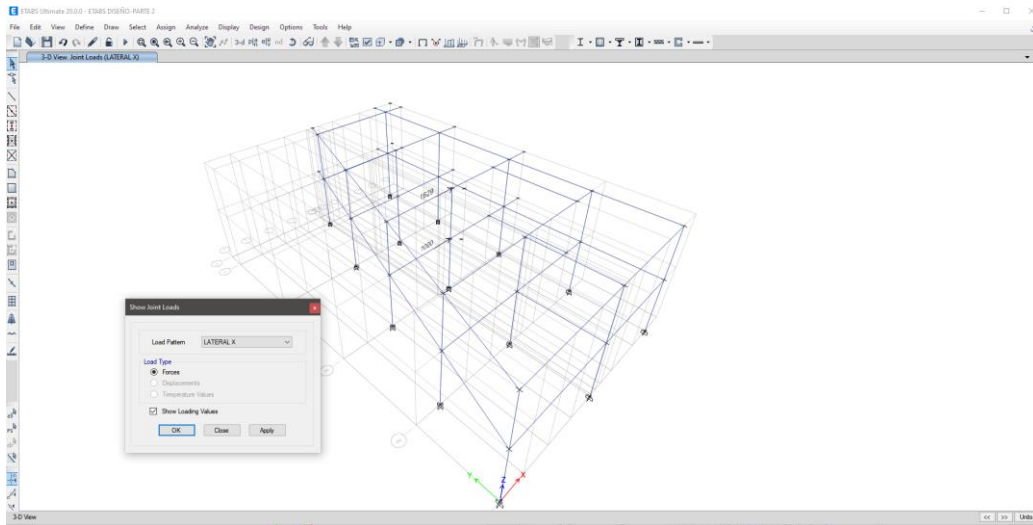 ETABS Ultimate 20.0.0 - ETABS DISEÑO-PARTE 2
File Edit View Define Draw Select Assign Analyze Display Design Options Tools Help
3-D View Joint Loads (LATERAL X)
1000
Show Joint Loads
Load Pattern LATERAL X
Load Type
Forces
Displacements
Temperature Values
Show Loading Values
OK Close Apply
Y Z X
3-D View
<< >> Units